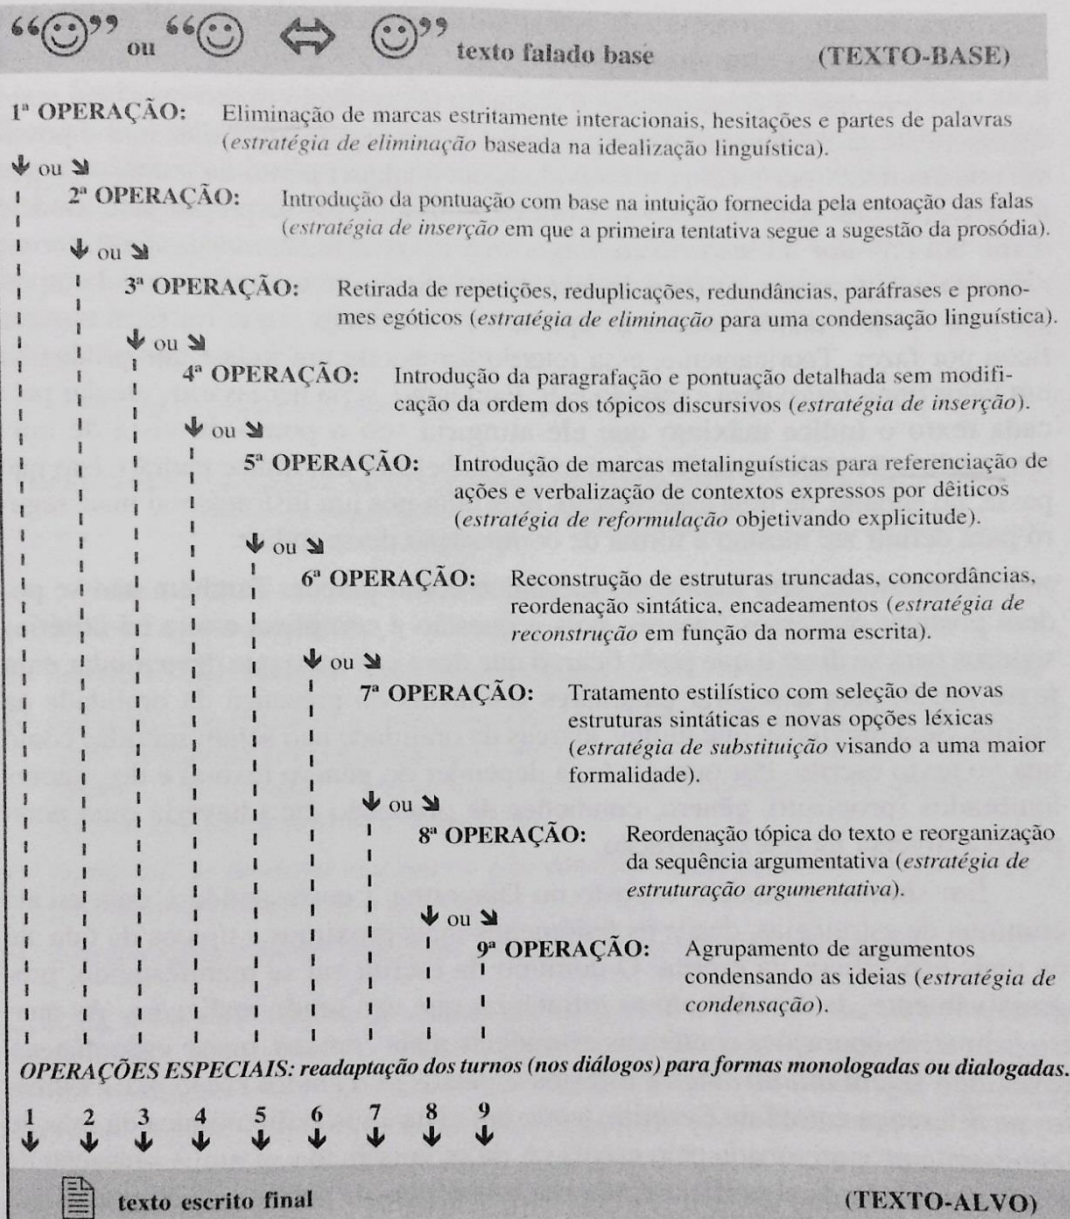 “ ” ou “ ” texto falado base (TEXTO-BASE)
1ª OPERAÇÃO: Eliminação de marcas estritamente interacionais, hesitações e partes de palavras
(estratégia de eliminação baseada na idealização linguística).
ou
2ª OPERAÇÃO: Introdução da pontuação com base na intuição fornecida pela entoação das falas
(estratégia de inserção em que a primeira tentativa segue a sugestão da prosódia).
ou
3ª OPERAÇÃO: Retirada de repetições, reduplicações, redundâncias, paráfrases e prono-
mes egóticos (estratégia de eliminação para uma condensação linguística).
ou
4ª OPERAÇÃO: Introdução da paragrafação e pontuação detalhada sem modifi-
cação da ordem dos tópicos discursivos (estratégia de inserção).
ou
5ª OPERAÇÃO: Introdução de marcas metalinguísticas para referenciação de
ações e verbalização de contextos expressos por dêiticos
(estratégia de reformulação objetivando explicitude).
ou
6ª OPERAÇÃO: Reconstrução de estruturas truncadas, concordâncias,
reordenação sintática, encadeamentos (estratégia de
reconstrução em função da norma escrita).
ou
7ª OPERAÇÃO: Tratamento estilístico com seleção de novas
estruturas sintáticas e novas opções léxicas
(estratégia de substituição visando a uma maior
formalidade).
ou
8ª OPERAÇÃO: Reordenação tópica do texto e reorganização
da sequência argumentativa (estratégia de
estruturação argumentativa).
ou
9ª OPERAÇÃO: Agrupamento de argumentos
condensando as ideias (estratégia de
condensação).
OPERAÇÕES ESPECIAIS: readaptação dos turnos (nos diálogos) para formas monologadas ou dialogadas.
1 2 3 4 5 6 7 8 9
texto escrito final (TEXTO-ALVO)